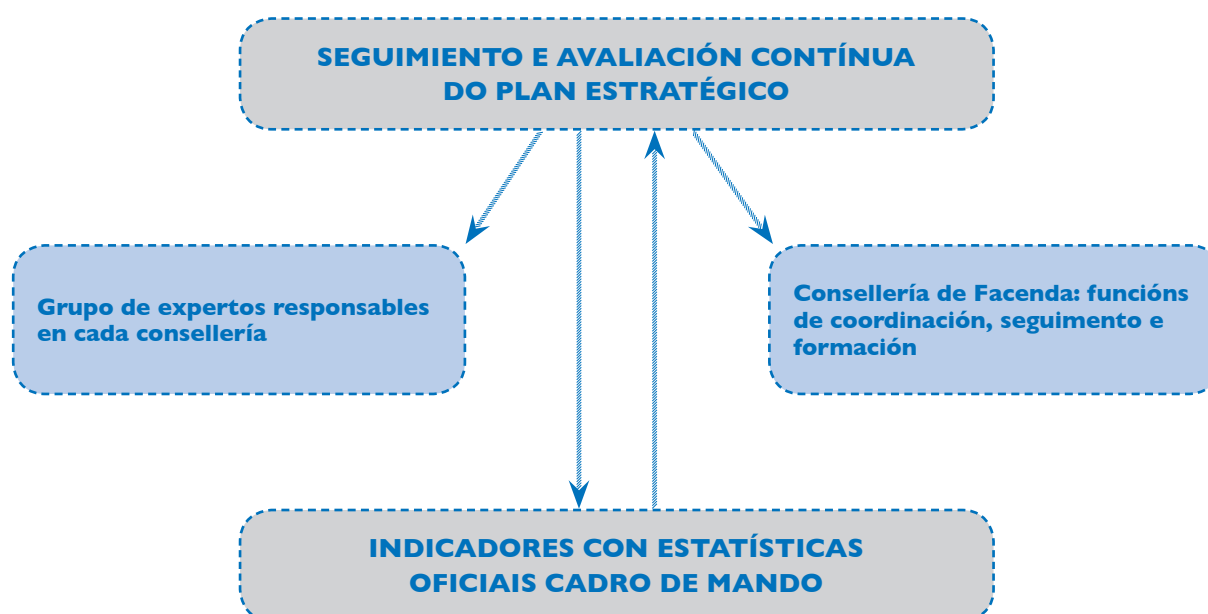 SEGUIMIENTO E AVALIACIÓN CONTÍNUA
DO PLAN ESTRATÉGICO
Grupo de expertos responsables
en cada consellería
Consellería de Facenda: funcións
de coordinación, seguimento e
formación
INDICADORES CON ESTATÍSTICAS
OFICIAIS CADRO DE MANDO